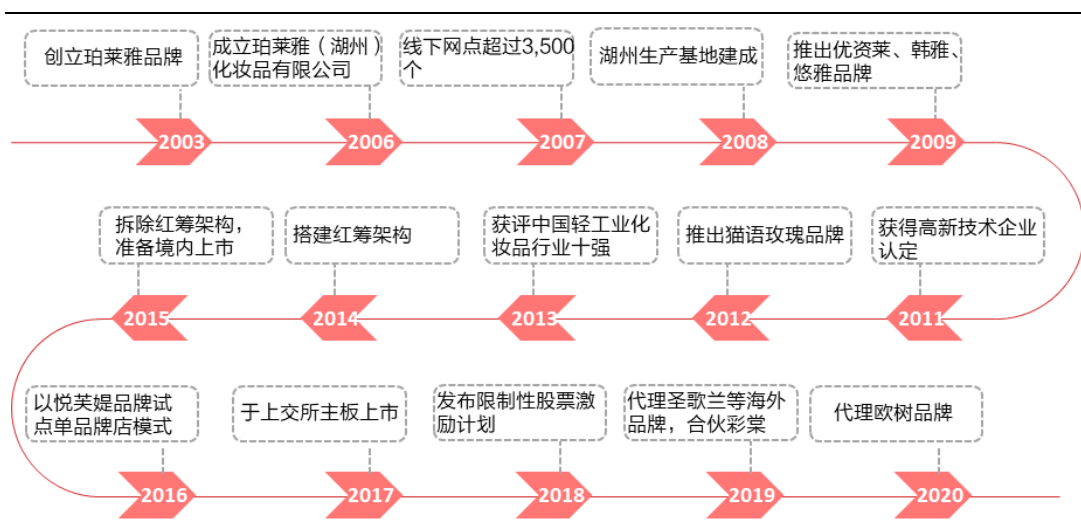 创立珀莱雅品牌
2003
成立珀莱雅（湖州）
化妆品有限公司
2006
线下网点超过3,500
个
2007
湖州生产基地建成
2008
推出优资莱、韩雅、
悠雅品牌
2009
获得高新技术企业
认定
2011
推出猫语玫瑰品牌
2012
获评中国轻工业化
妆品行业十强
2013
搭建红筹架构
2014
拆除红筹架构，
准备境内上市
2015
以悦芙媞品牌试
点单品牌店模式
2016
于上交所主板上市
2017
发布限制性股票激
励计划
2018
代理圣歌兰等海外
品牌，合伙彩棠
2019
代理欧树品牌
2020